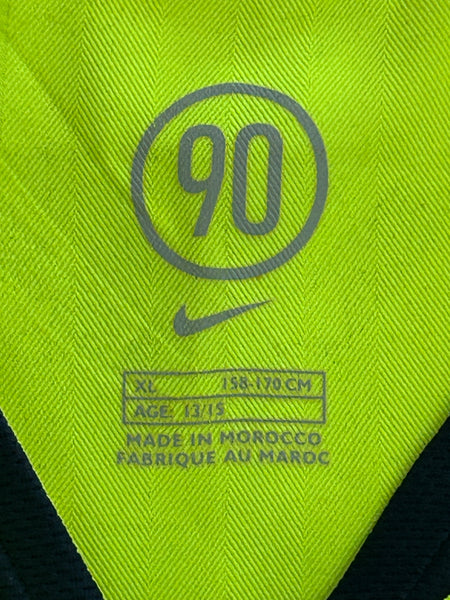 90
XL 158-170 CM
AGE: 13/15
MADE IN MOROCCO
FABRIQUE AU MAROC